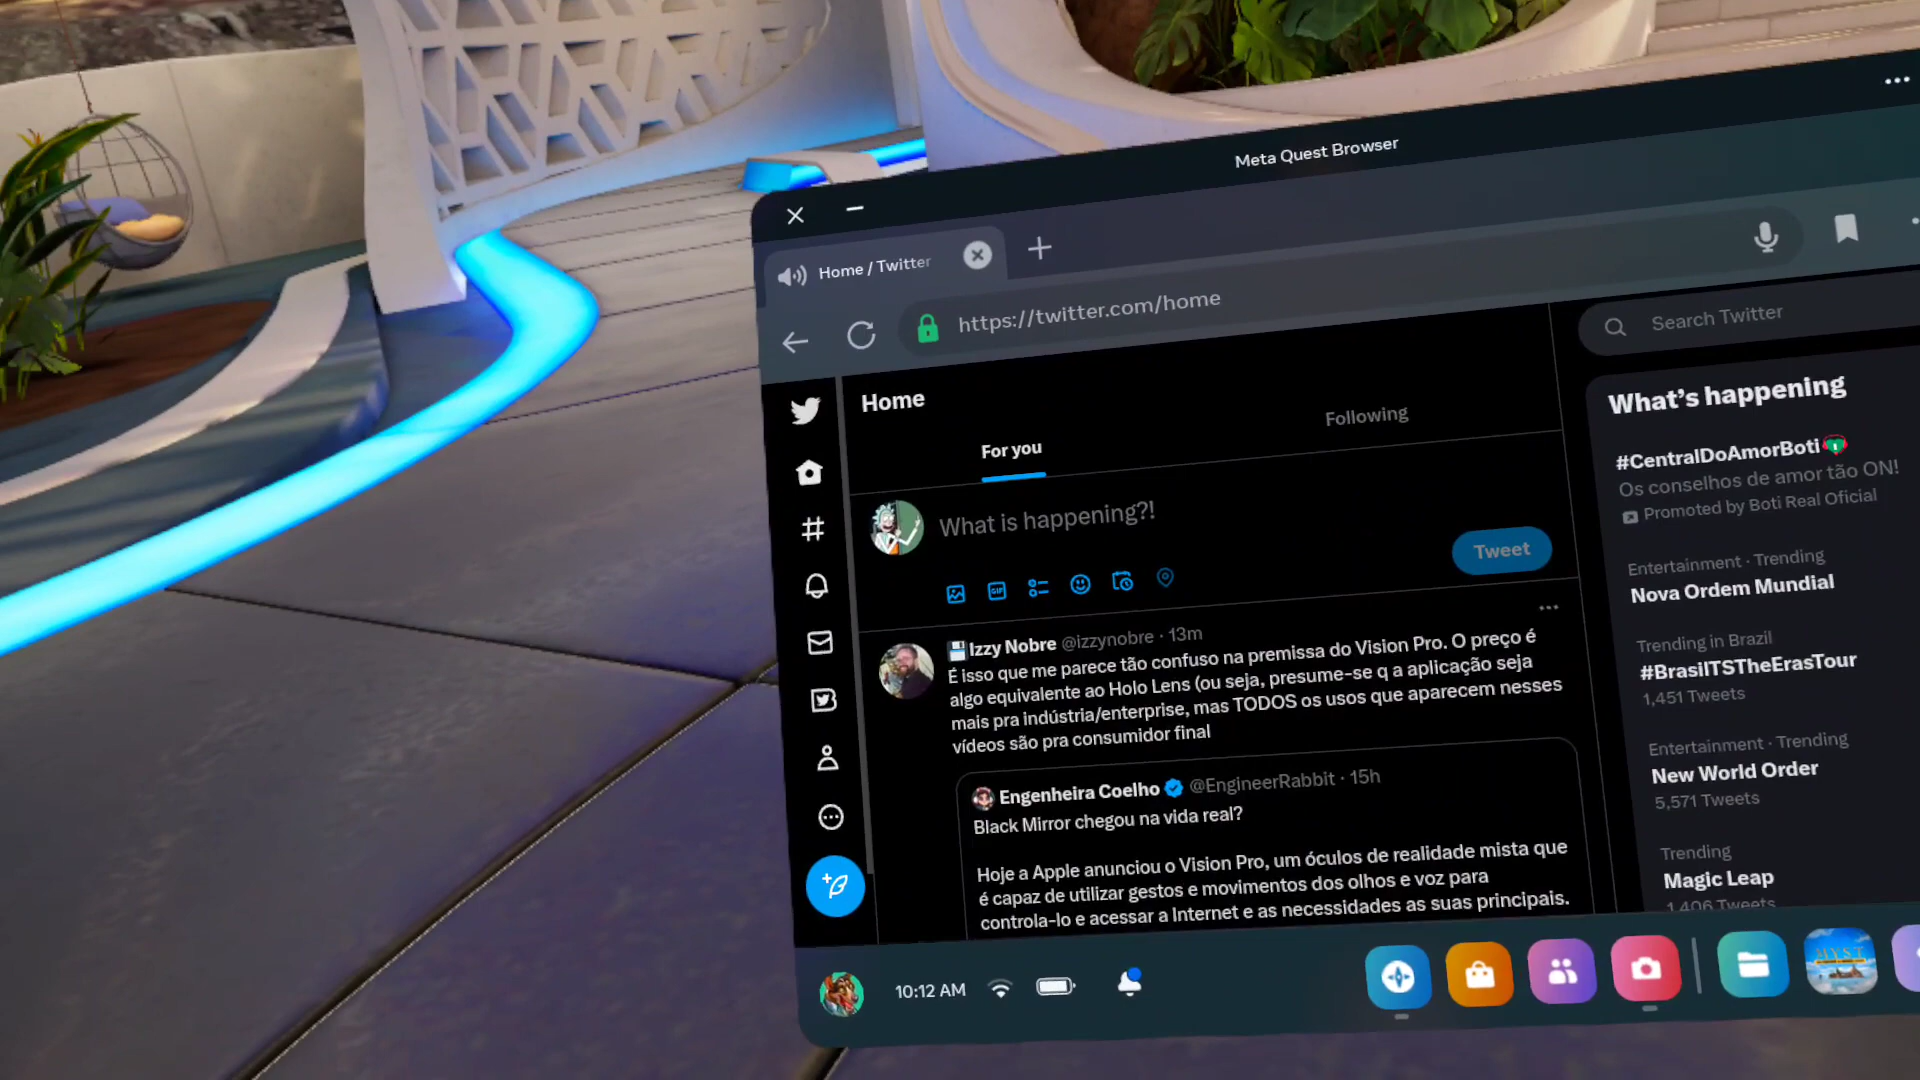 Meta Quest Browser
Home / Twitter
https://twitter.com/home
Search Twitter
Home
For you
Following
What is happening?!
GIF
Tweet
Izzy Nobre @izzynobre · 13m
É isso que me parece tão confuso na premissa do Vision Pro. O preço é
algo equivalente ao Holo Lens (ou seja, presume-se q a aplicação seja
mais pra indústria/enterprise, mas TODOS os usos que aparecem nesses
vídeos são pra consumidor final
Engenheira Coelho @EngineerRabbit · 15h
Black Mirror chegou na vida real?
Hoje a Apple anunciou o Vision Pro, um óculos de realidade mista que
é capaz de utilizar gestos e movimentos dos olhos e voz para
controla-lo e acessar a Internet e as necessidades as suas principais.
What's happening
#CentralDoAmorBoti
Os conselhos de amor tão ON!
Promoted by Boti Real Oficial
Entertainment · Trending
Nova Ordem Mundial
Trending in Brazil
#BrasilTSTheErasTour
1,451 Tweets
Entertainment · Trending
New World Order
5,571 Tweets
Trending
Magic Leap
1,406 Tweets
10:12 AM
MYST